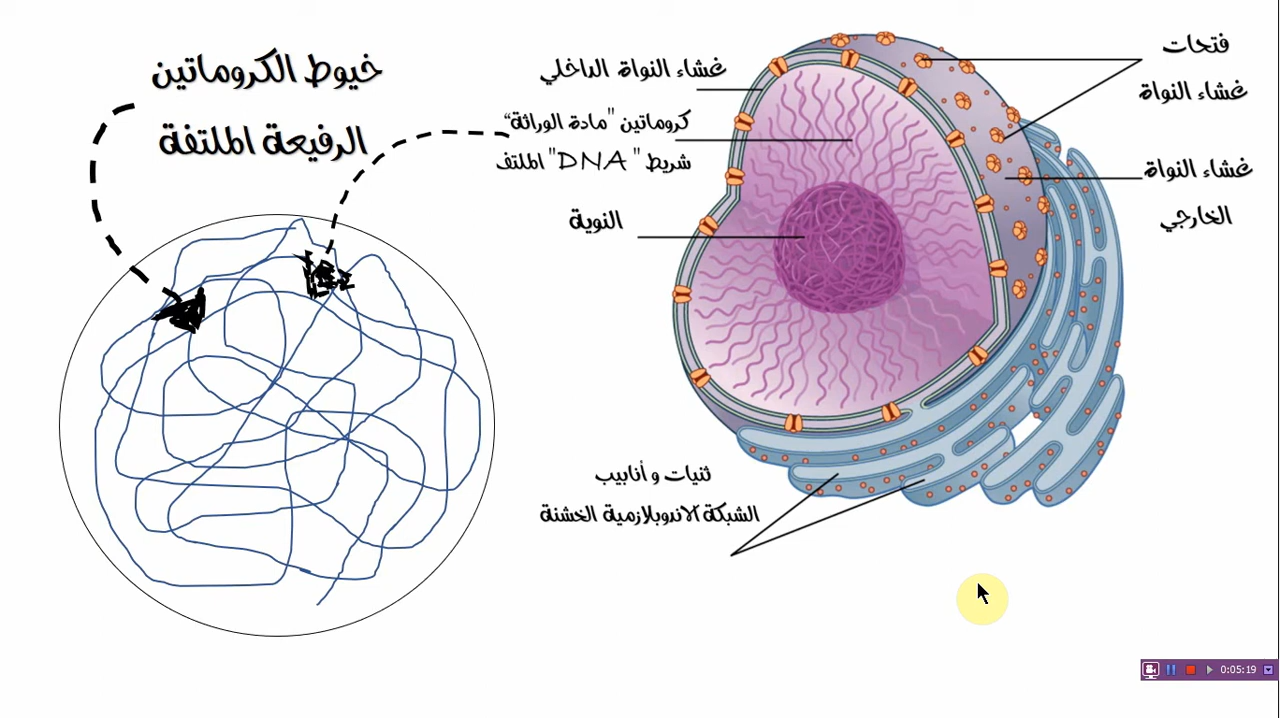 خيوط الكروماتين
الرفيعة الملتفة
غشاء النواة الداخلي
كروماتين "مادة الوراثة"
شريط "DNA" الملتف
النوية
فتحات
غشاء النواة
غشاء النواة
الخارجي
ثنيات و أنابيب
الشبكة الاندوبلازمية الخشنة
0:05:19